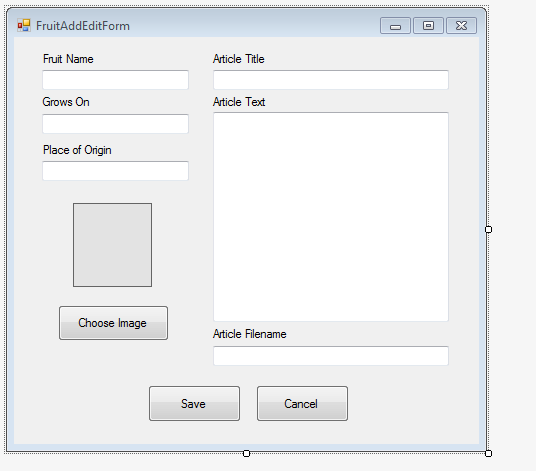 FruitAddEditForm
Fruit Name
Article Title
Grows On
Article Text
Place of Origin
Choose Image
Article Filename
Save
Cancel